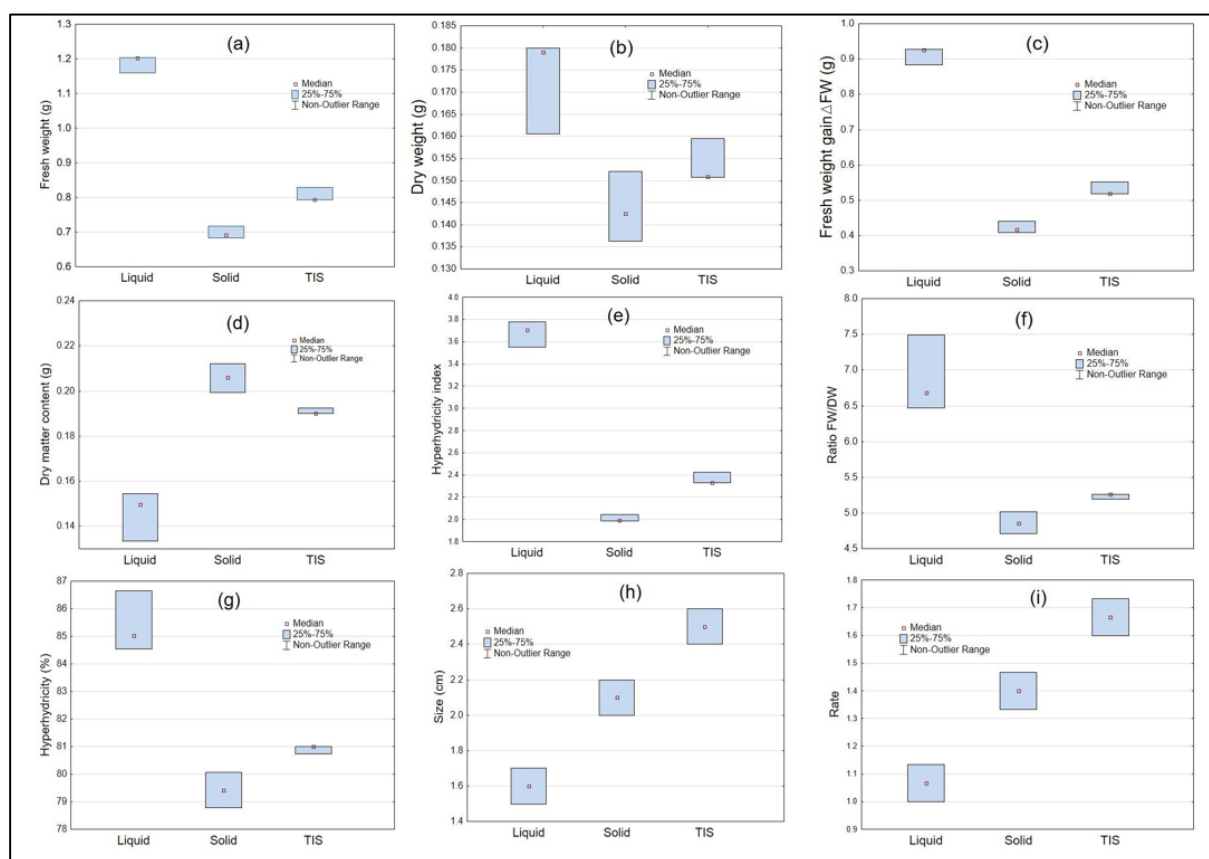 (a)
Fresh weight (g)
1.3
1.2
1.1
1.0
0.9
0.8
0.7
0.6
Median
25%-75%
Non-Outlier Range
Liquid Solid TIS
(b)
Dry weight (g)
0.185
0.180
0.175
0.170
0.165
0.160
0.155
0.150
0.145
0.140
0.135
0.130
Median
25%-75%
Non-Outlier Range
Liquid Solid TIS
(c)
Fresh weight gain△FW (g)
1.0
0.9
0.8
0.7
0.6
0.5
0.4
0.3
Median
25%-75%
Non-Outlier Range
Liquid Solid TIS
(d)
Dry matter content (g)
0.24
0.22
0.20
0.18
0.16
0.14
Median
25%-75%
Non-Outlier Range
Liquid Solid TIS
(e)
Hyperhydricity index
4.0
3.8
3.6
3.4
3.2
3.0
2.8
2.6
2.4
2.2
2.0
1.8
Median
25%-75%
Non-Outlier Range
Liquid Solid TIS
(f)
Ratio FW/DW
8.0
7.5
7.0
6.5
6.0
5.5
5.0
4.5
Median
25%-75%
Non-Outlier Range
Liquid Solid TIS
(g)
Hyperhydricity (%)
87
86
85
84
83
82
81
80
79
78
Median
25%-75%
Non-Outlier Range
Liquid Solid TIS
(h)
Size (cm)
2.8
2.6
2.4
2.2
2.0
1.8
1.6
1.4
Median
25%-75%
Non-Outlier Range
Liquid Solid TIS
(i)
Rate
1.8
1.7
1.6
1.5
1.4
1.3
1.2
1.1
1.0
0.9
Median
25%-75%
Non-Outlier Range
Liquid Solid TIS